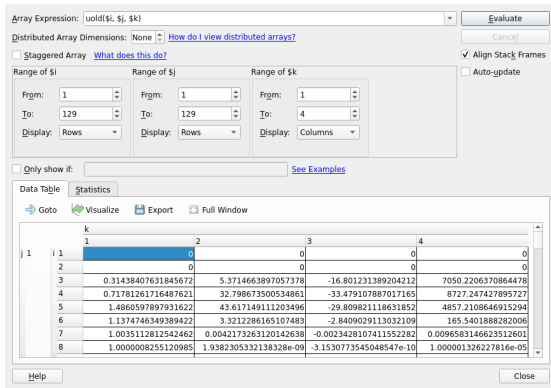 Array Expression: uold($i, $j, $k) Evaluate
Distributed Array Dimensions: None How do I view distributed arrays? Cancel
Staggered Array What does this do? Align Stack Frames
Range of $i Range of $j Range of $k Auto-update
From: 1 From: 1 From: 1
To: 129 To: 129 To: 4
Display: Rows Display: Rows Display: Columns
Only show if: See Examples
Data Table Statistics
Goto Visualize Export Full Window
k
1 2 3 4
j 1 i 1 0 0 0 0
2 0 0 0 0
3 0.31438407631845672 5.3714663897057378 -16.801231389204212 7050.2206370864478
4 0.71781261716487621 32.798673500534861 -33.479107887017165 8727.247427895727
5 1.4860597897931622 43.617149111203496 -29.809821118631852 4857.2108646915294
6 1.1374746349389422 3.3212286165107483 -2.8409029113032109 165.5401888282006
7 1.0035112812542462 0.0042173263120142638 -0.0023428107411552282 0.0096583146623512601
8 1.0000008255120985 1.9382305332138328e-09 -3.1530773545048547e-10 1.000001326227816e-05
Help Close